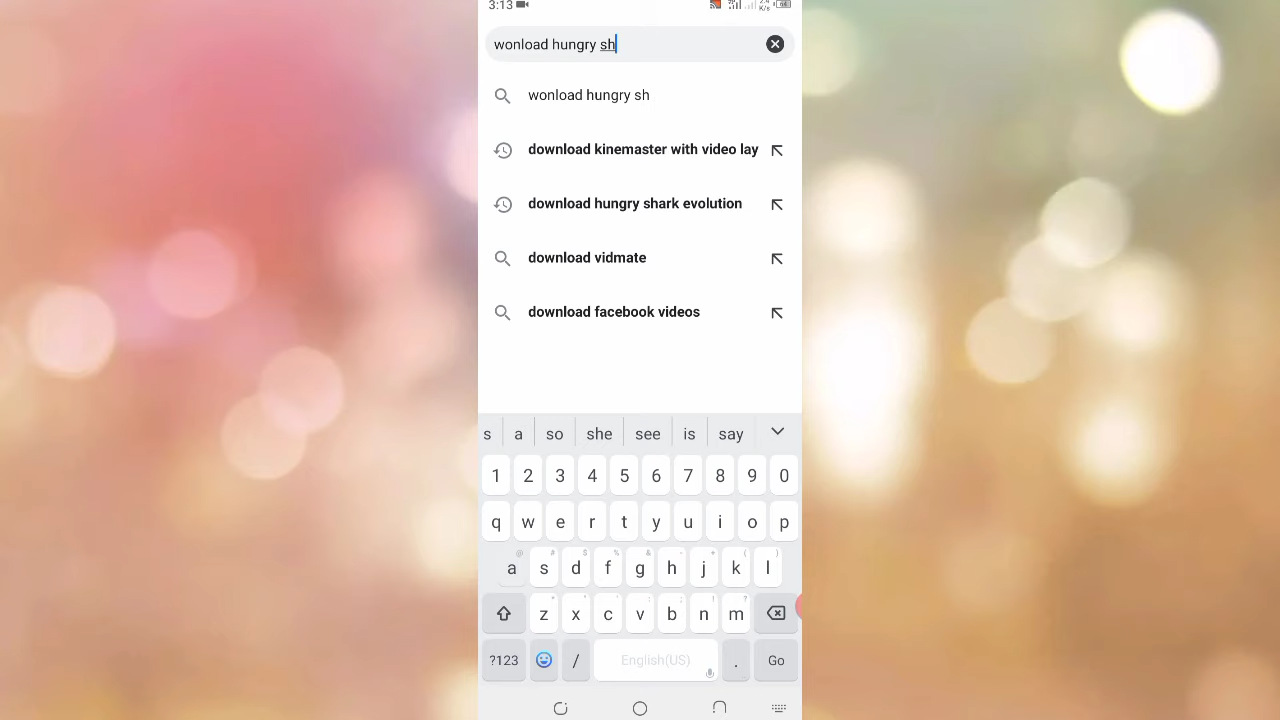 3:13
wonload hungry sh
wonload hungry sh
download kinemaster with video lay
download hungry shark evolution
download vidmate
download facebook videos
s a so she see is say
1 2 3 4 5 6 7 8 9 0
q w e r t y u i o p
a s d f g h j k l
z x c v b n m
?123 / English(US) . Go